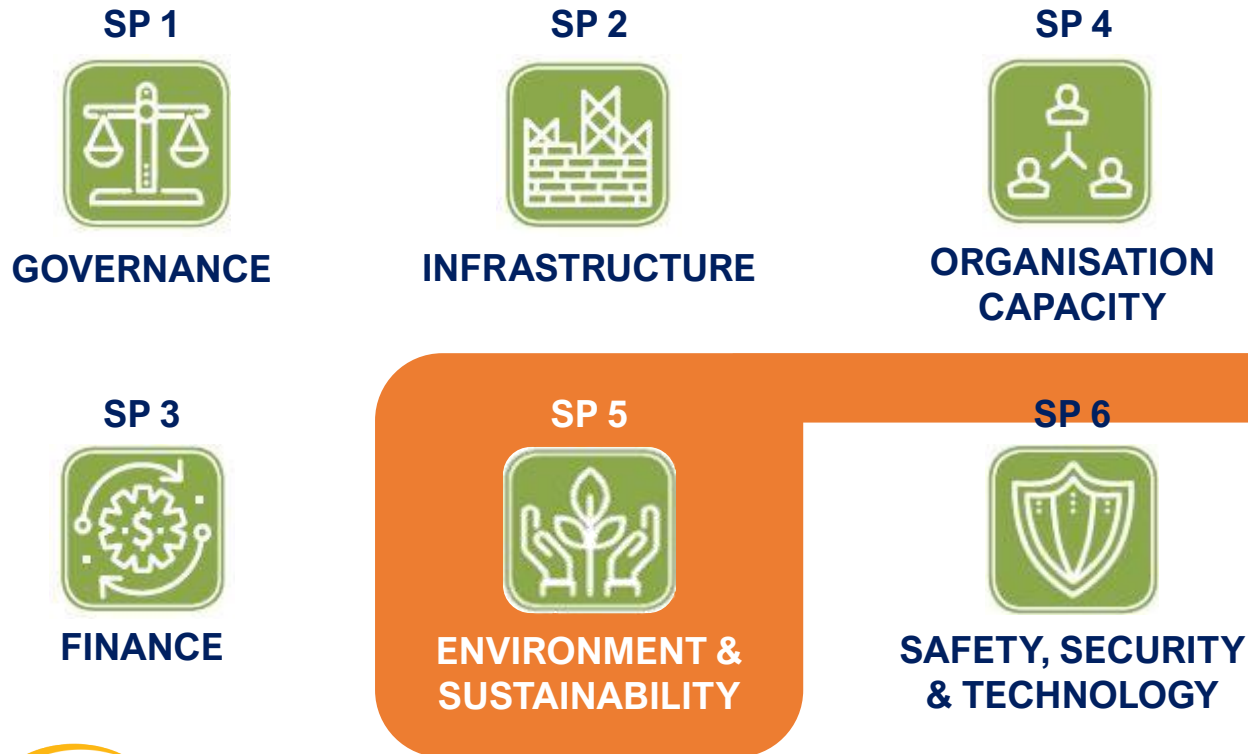 SP 1
SP 2
SP 4
GOVERNANCE
INFRASTRUCTURE
ORGANISATION
CAPACITY
SP 3
SP 5
SP 6
$
FINANCE
ENVIRONMENT &
SUSTAINABILITY
SAFETY, SECURITY
& TECHNOLOGY